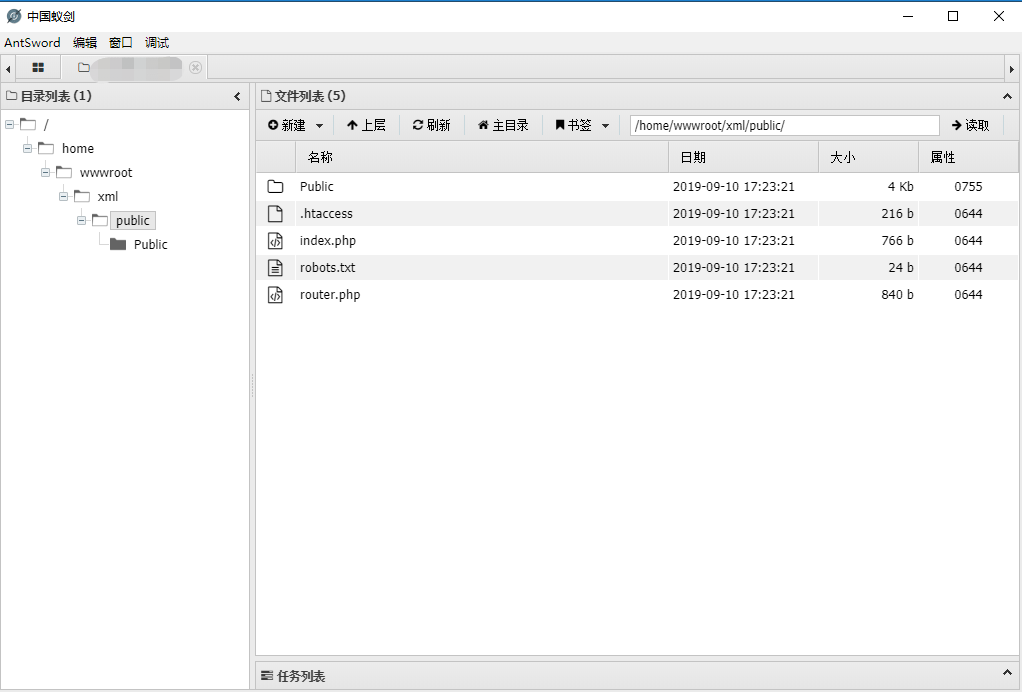 中国蚁剑
AntSword 编辑 窗口 调试
目录列表 (1)
/
home
wwwroot
xml
public
Public
文件列表 (5)
新建 上层 刷新 主目录 书签 /home/wwwroot/xml/public/ 读取
名称 日期 大小 属性
Public 2019-09-10 17:23:21 4 Kb 0755
.htaccess 2019-09-10 17:23:21 216 b 0644
index.php 2019-09-10 17:23:21 766 b 0644
robots.txt 2019-09-10 17:23:21 24 b 0644
router.php 2019-09-10 17:23:21 840 b 0644
任务列表